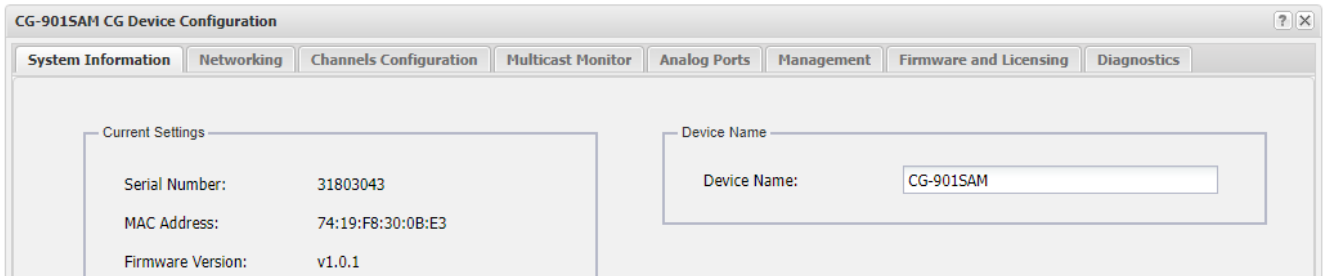 CG-901SAM CG Device Configuration
System Information Networking Channels Configuration Multicast Monitor Analog Ports Management Firmware and Licensing Diagnostics
Current Settings
Serial Number: 31803043
MAC Address: 74:19:F8:30:0B:E3
Firmware Version: v1.0.1
Device Name
Device Name: CG-901SAM